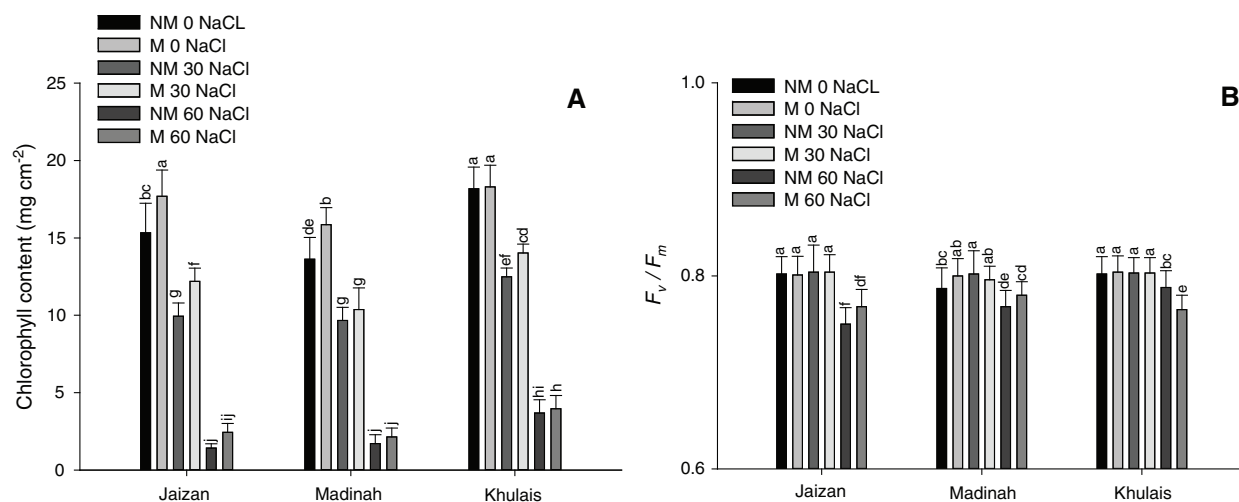 NM 0 NaCL
M 0 NaCl
NM 30 NaCl
M 30 NaCl
NM 60 NaCl
M 60 NaCl
A
Chlorophyll content (mg cm⁻²)
25
20
15
10
5
0
bc
a
g
f
ij
de
b
g
g
j
j
a
a
ef
cd
hi
h
Jaizan
Madinah
Khulais
NM 0 NaCL
M 0 NaCl
NM 30 NaCl
M 30 NaCl
NM 60 NaCl
M 60 NaCl
B
Fv / Fm
1.0
0.8
0.6
a
a
a
a
f
df
bc
ab
a
ab
de
cd
a
a
a
a
bc
e
Jaizan
Madinah
Khulais